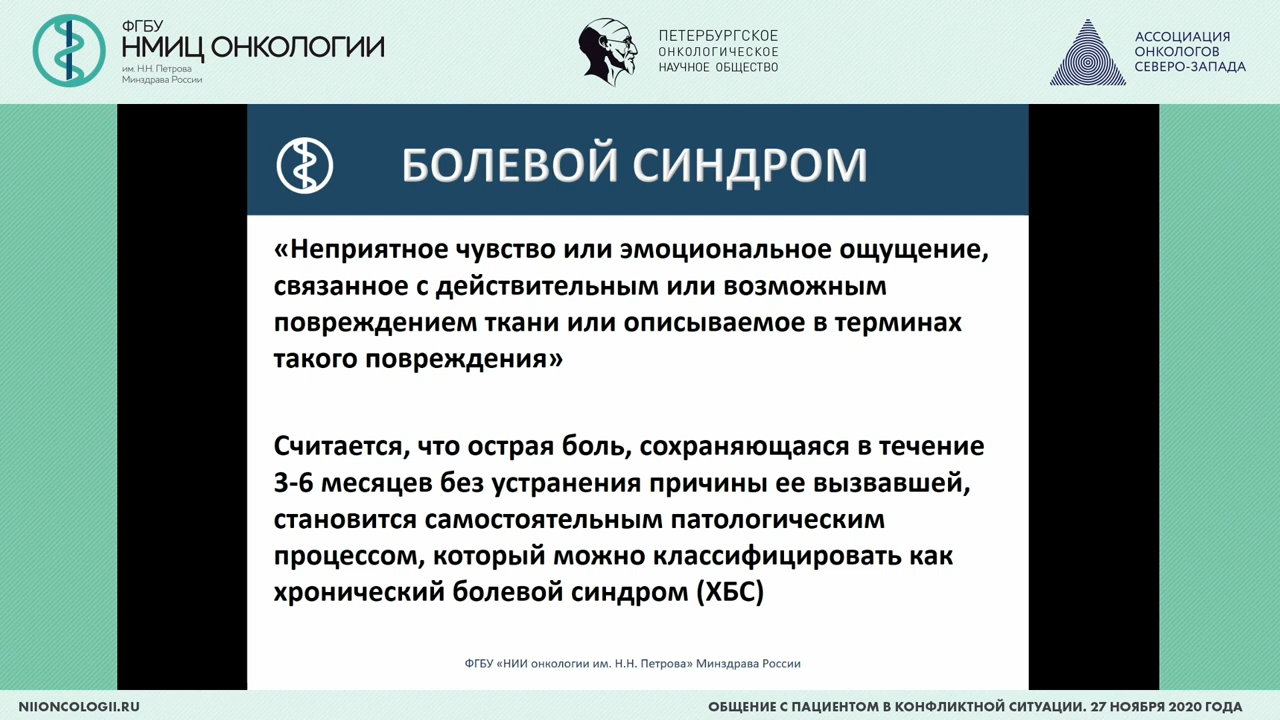 ФГБУ
НМИЦ ОНКОЛОГИИ
им. Н.Н. Петрова
Минздрава России
ПЕТЕРБУРГСКОЕ
ОНКОЛОГИЧЕСКОЕ
НАУЧНОЕ ОБЩЕСТВО
АССОЦИАЦИЯ
ОНКОЛОГОВ
СЕВЕРО-ЗАПАДА
БОЛЕВОЙ СИНДРОМ
«Неприятное чувство или эмоциональное ощущение,
связанное с действительным или возможным
повреждением ткани или описываемое в терминах
такого повреждения»
Считается, что острая боль, сохраняющаяся в течение
3-6 месяцев без устранения причины ее вызвавшей,
становится самостоятельным патологическим
процессом, который можно классифицировать как
хронический болевой синдром (ХБС)
ФГБУ «НИИ онкологии им. Н.Н. Петрова» Минздрава России
NIIONCOLOGII.RU
ОБЩЕНИЕ С ПАЦИЕНТОМ В КОНФЛИКТНОЙ СИТУАЦИИ. 27 НОЯБРЯ 2020 ГОДА